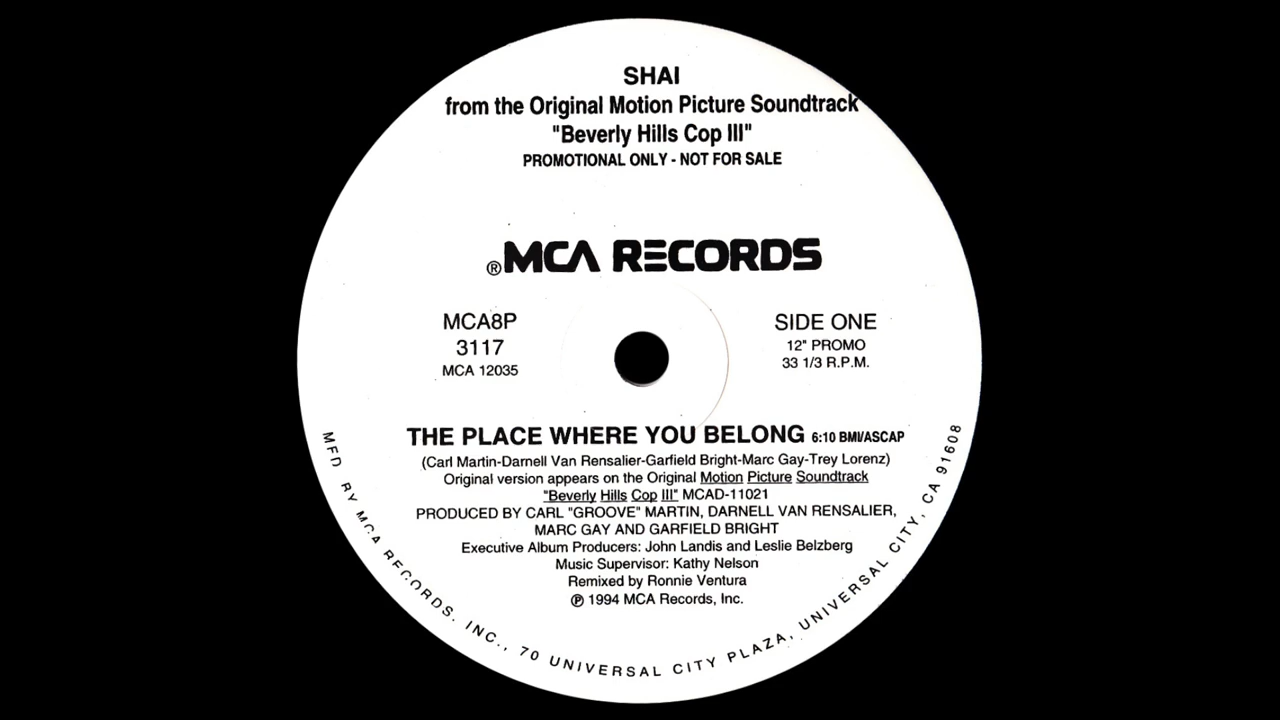 SHAI
from the Original Motion Picture Soundtrack
"Beverly Hills Cop III"
PROMOTIONAL ONLY - NOT FOR SALE
®MCA RECORDS
MCA8P
3117
MCA 12035
SIDE ONE
12" PROMO
33 1/3 R.P.M.
THE PLACE WHERE YOU BELONG 6:10 BMI/ASCAP
(Carl Martin-Darnell Van Rensalier-Garfield Bright-Marc Gay-Trey Lorenz)
Original version appears on the Original Motion Picture Soundtrack
"Beverly Hills Cop III" MCAD-11021
PRODUCED BY CARL "GROOVE" MARTIN, DARNELL VAN RENSALIER,
MARC GAY AND GARFIELD BRIGHT
Executive Album Producers: John Landis and Leslie Belzberg
Music Supervisor: Kathy Nelson
Remixed by Ronnie Ventura
℗ 1994 MCA Records, Inc.
MFD. BY MCA RECORDS. INC., 70 UNIVERSAL CITY PLAZA, UNIVERSAL CITY, CA 91608